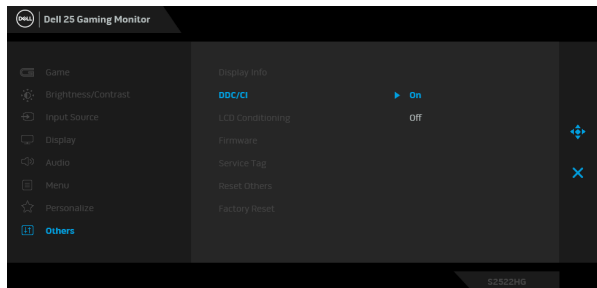 DELL Dell 25 Gaming Monitor
Game
Brightness/Contrast
Input Source
Display
Audio
Menu
Personalize
Others
Display Info
DDC/CI On
LCD Conditioning Off
Firmware
Service Tag
Reset Others
Factory Reset
S2522HG